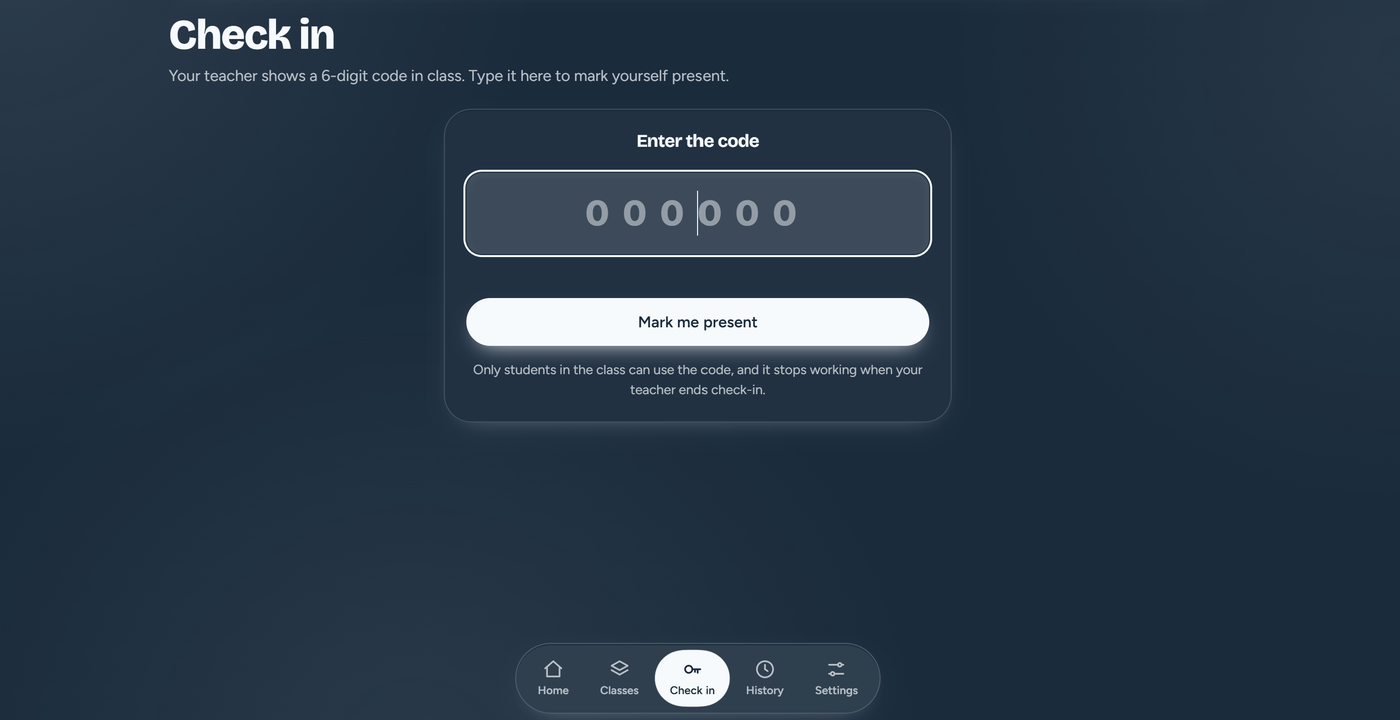 Check in
Your teacher shows a 6-digit code in class. Type it here to mark yourself present.
Enter the code
0 0 0 0 0 0
Mark me present
Only students in the class can use the code, and it stops working when your
teacher ends check-in.
Home
Classes
Check in
History
Settings